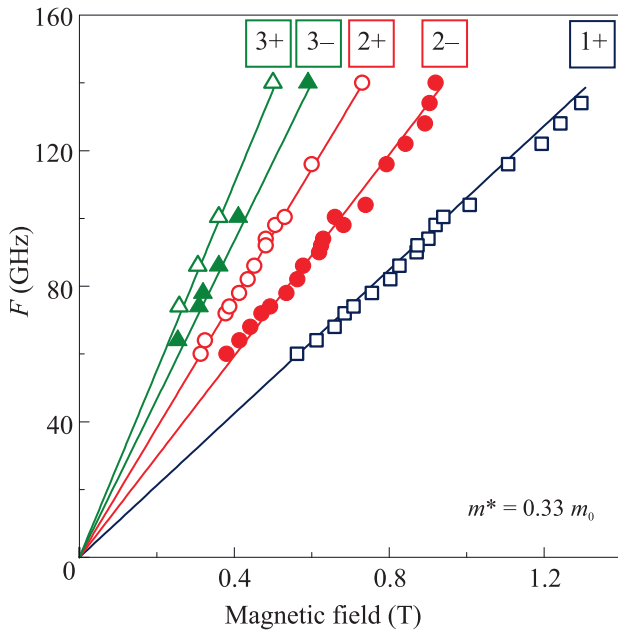 160
3+ 3– 2+ 2– 1+
120
80
40
0
F (GHz)
m* = 0.33 m₀
0.4 0.8 1.2
Magnetic field (T)